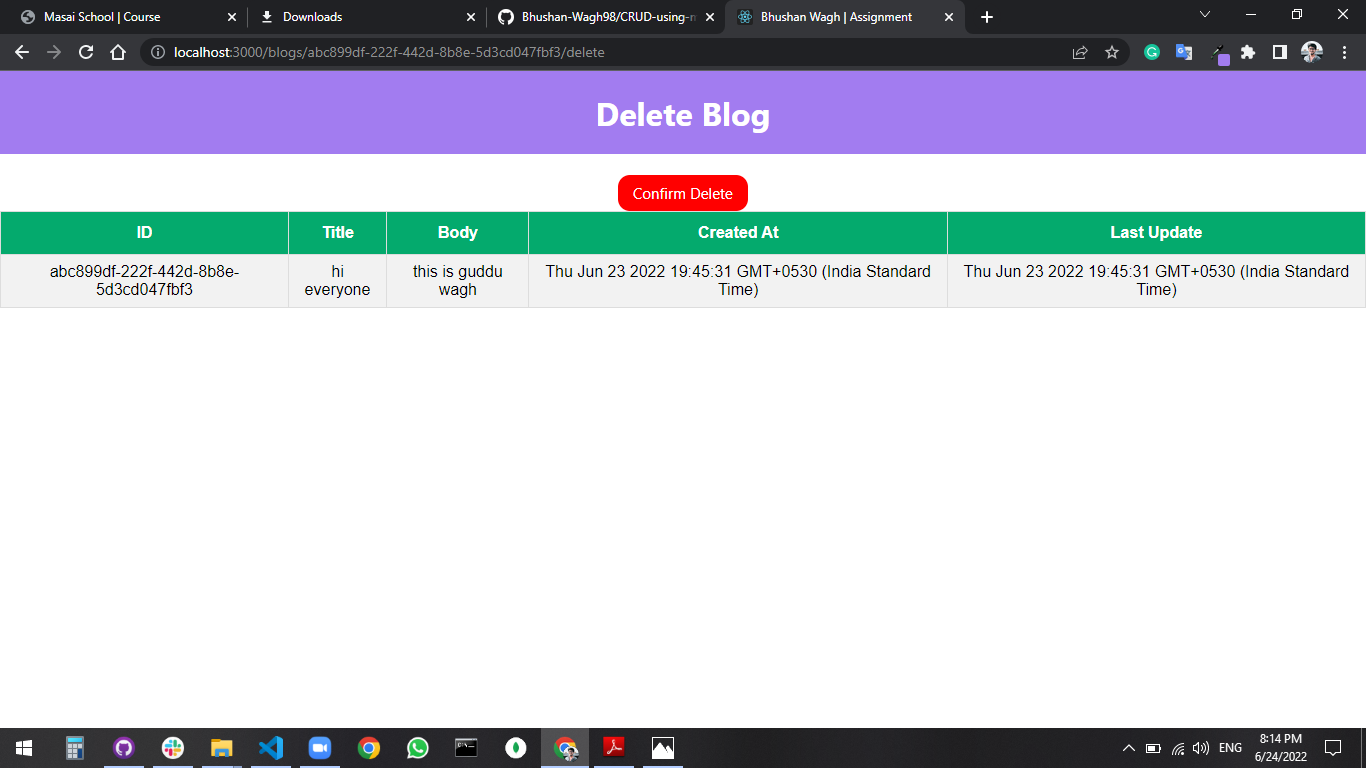 Masai School | Course
Downloads
Bhushan-Wagh98/CRUD-using-m
Bhushan Wagh | Assignment
localhost:3000/blogs/abc899df-222f-442d-8b8e-5d3cd047fbf3/delete
Delete Blog
Confirm Delete
ID Title Body Created At Last Update
abc899df-222f-442d-8b8e-
5d3cd047fbf3
hi
everyone
this is guddu
wagh
Thu Jun 23 2022 19:45:31 GMT+0530 (India Standard
Time)
Thu Jun 23 2022 19:45:31 GMT+0530 (India Standard
Time)
ENG
8:14 PM
6/24/2022